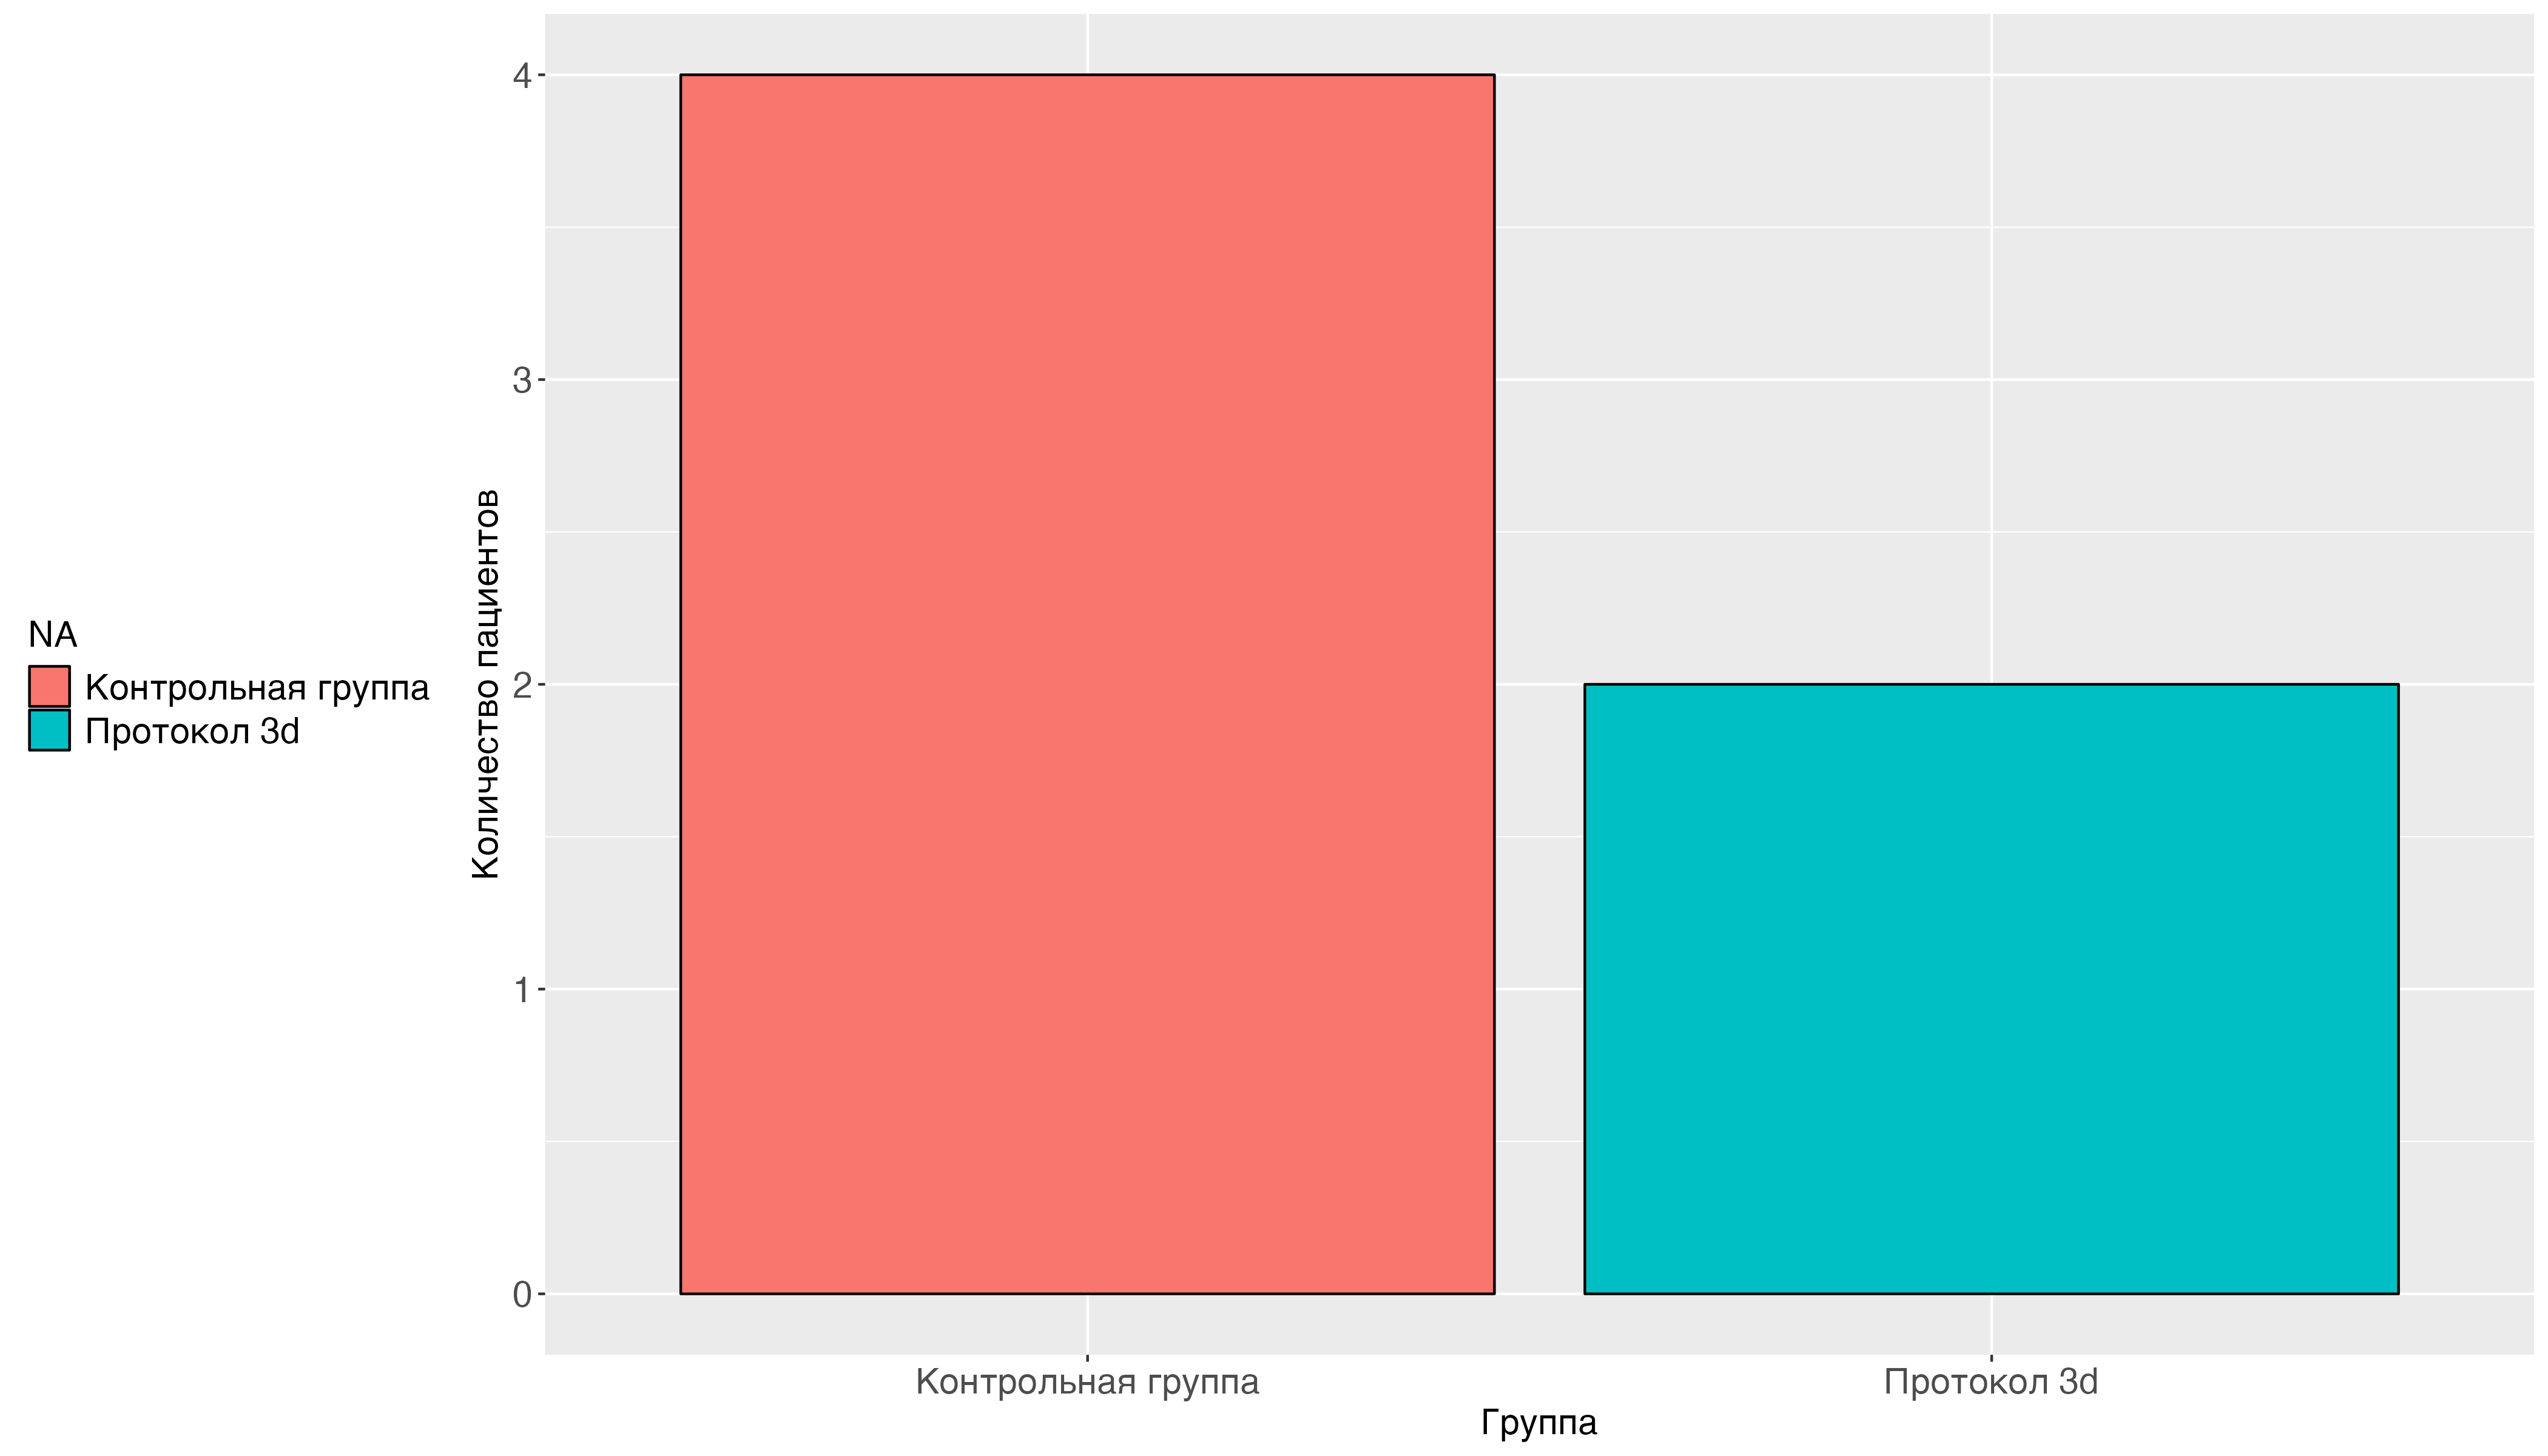 NA
Контрольная группа
Протокол 3d
Количество пациентов
4
3
2
1
0
Контрольная группа
Протокол 3d
Группа